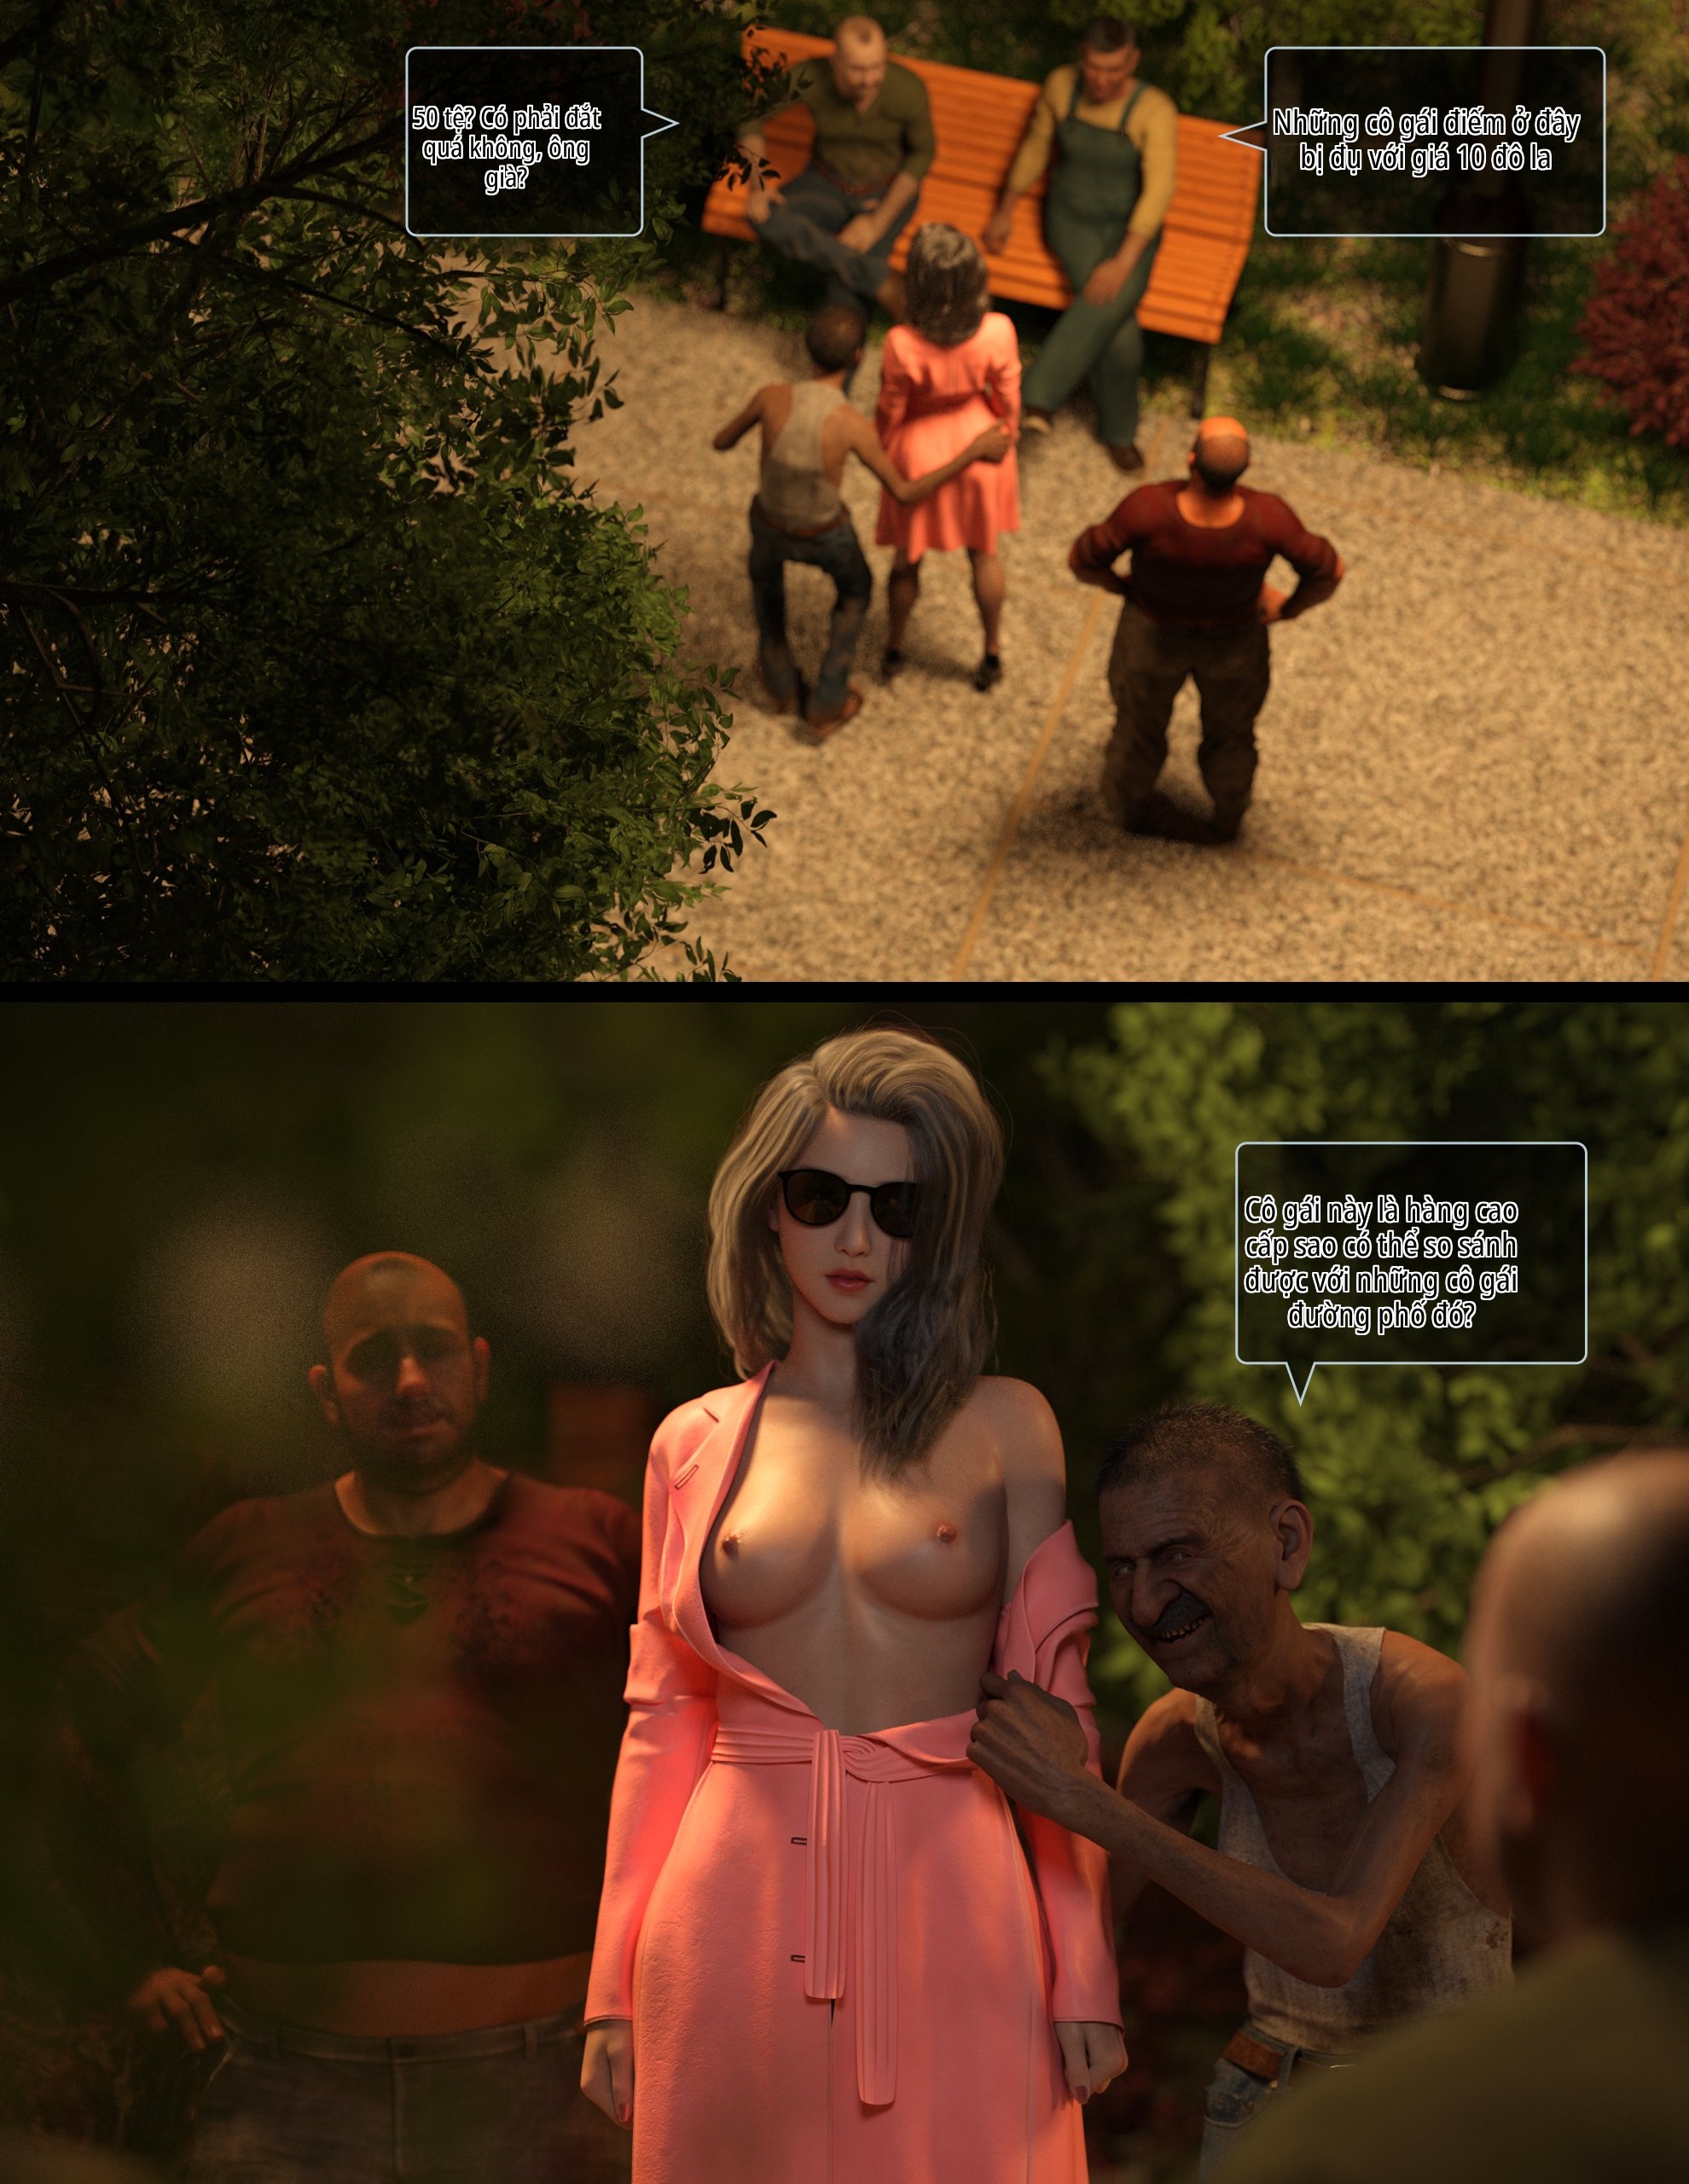 50 tệ? Có phải đắt
quá không, ông
già?
Những cô gái điếm ở đây
bị đụ với giá 10 đô la
Cô gái này là hàng cao
cấp sao có thể so sánh
được với những cô gái
đường phố đó?